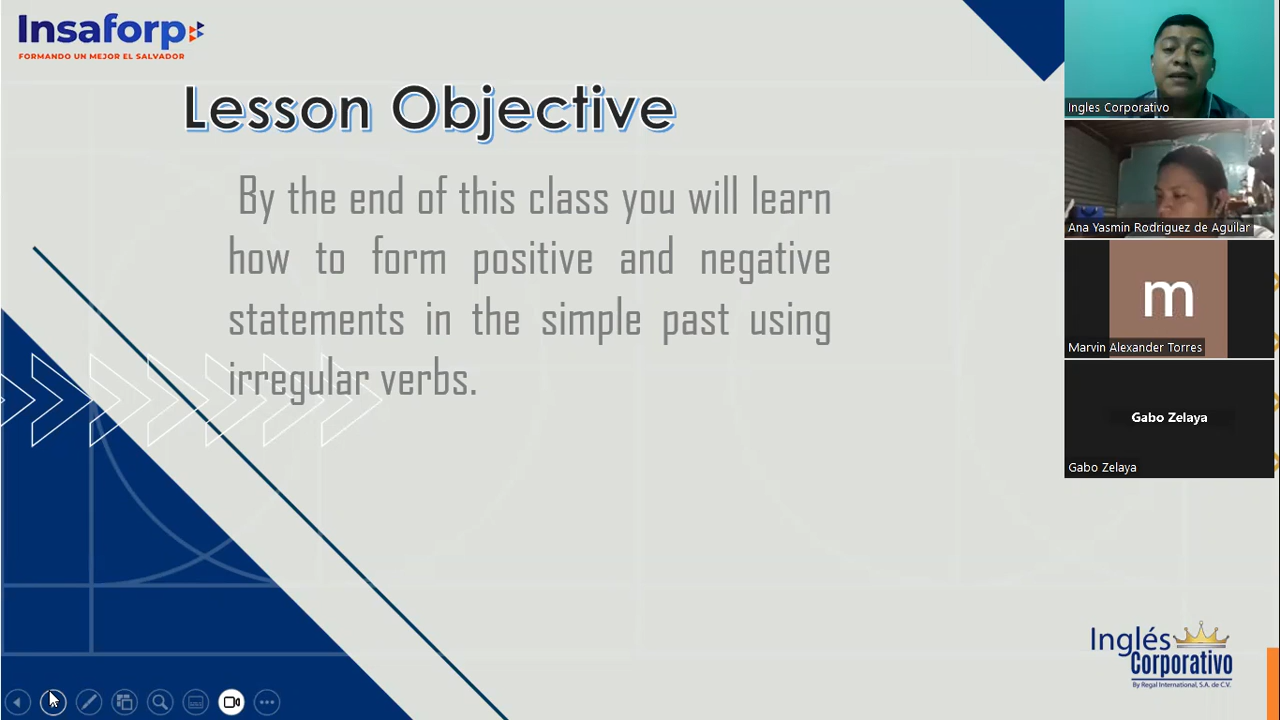 Insaforp
FORMANDO UN MEJOR EL SALVADOR
Lesson Objective
By the end of this class you will learn
how to form positive and negative
statements in the simple past using
irregular verbs.
Ingles Corporativo
Ana Yasmin Rodriguez de Aguilar
m
Marvin Alexander Torres
Gabo Zelaya
Gabo Zelaya
Inglés
Corporativo
By Regal International, S.A. de C.V.